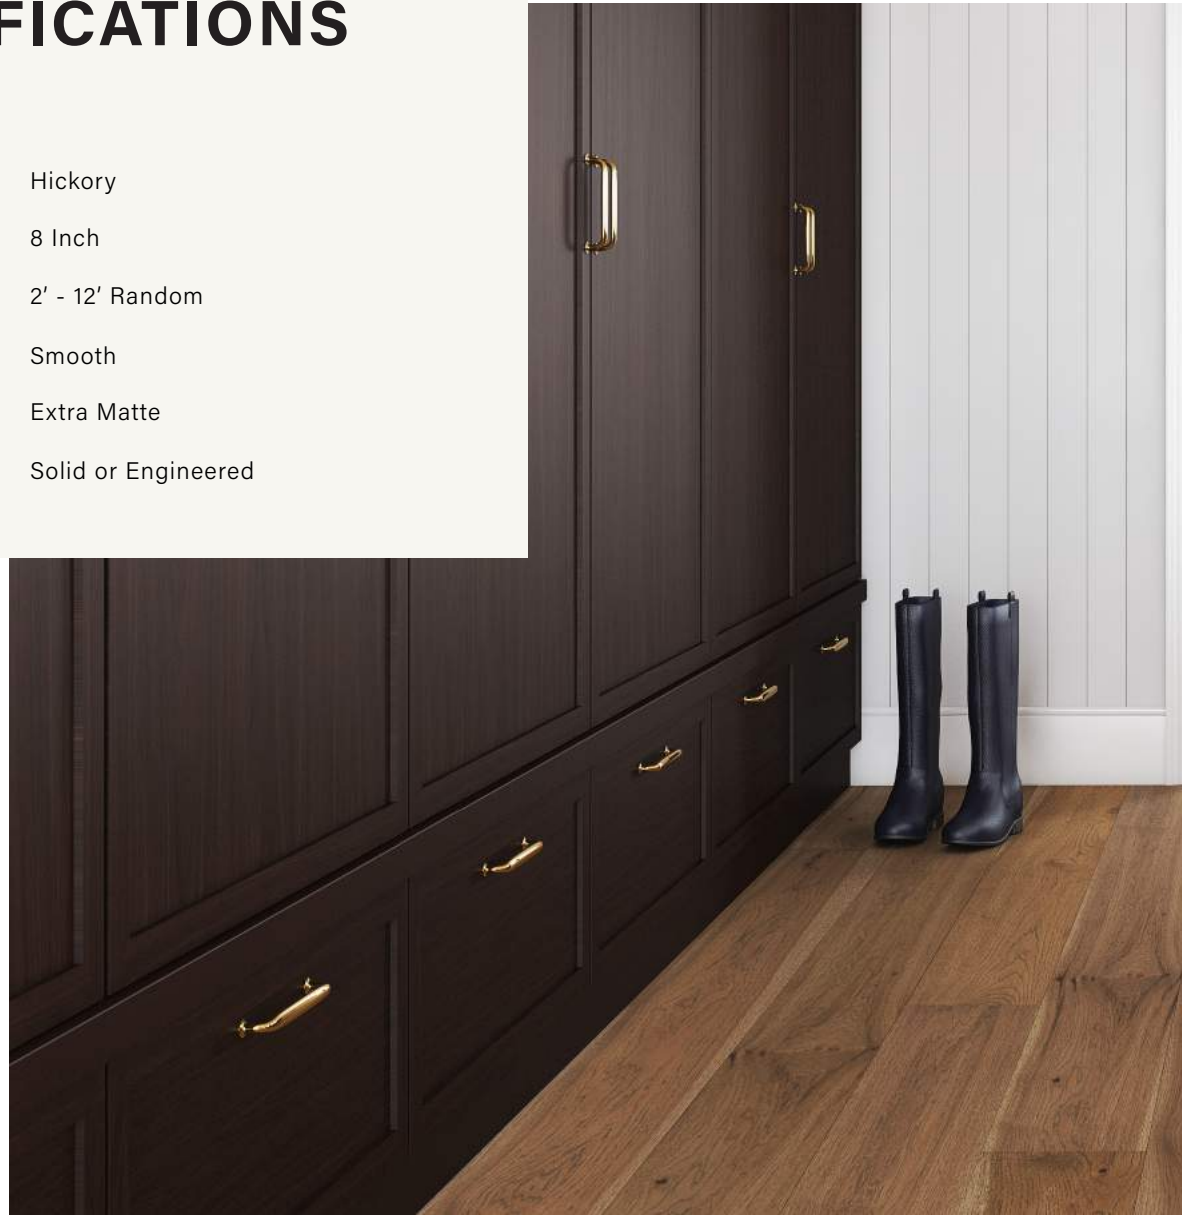 FICATIONS
Hickory
8 Inch
2' - 12' Random
Smooth
Extra Matte
Solid or Engineered